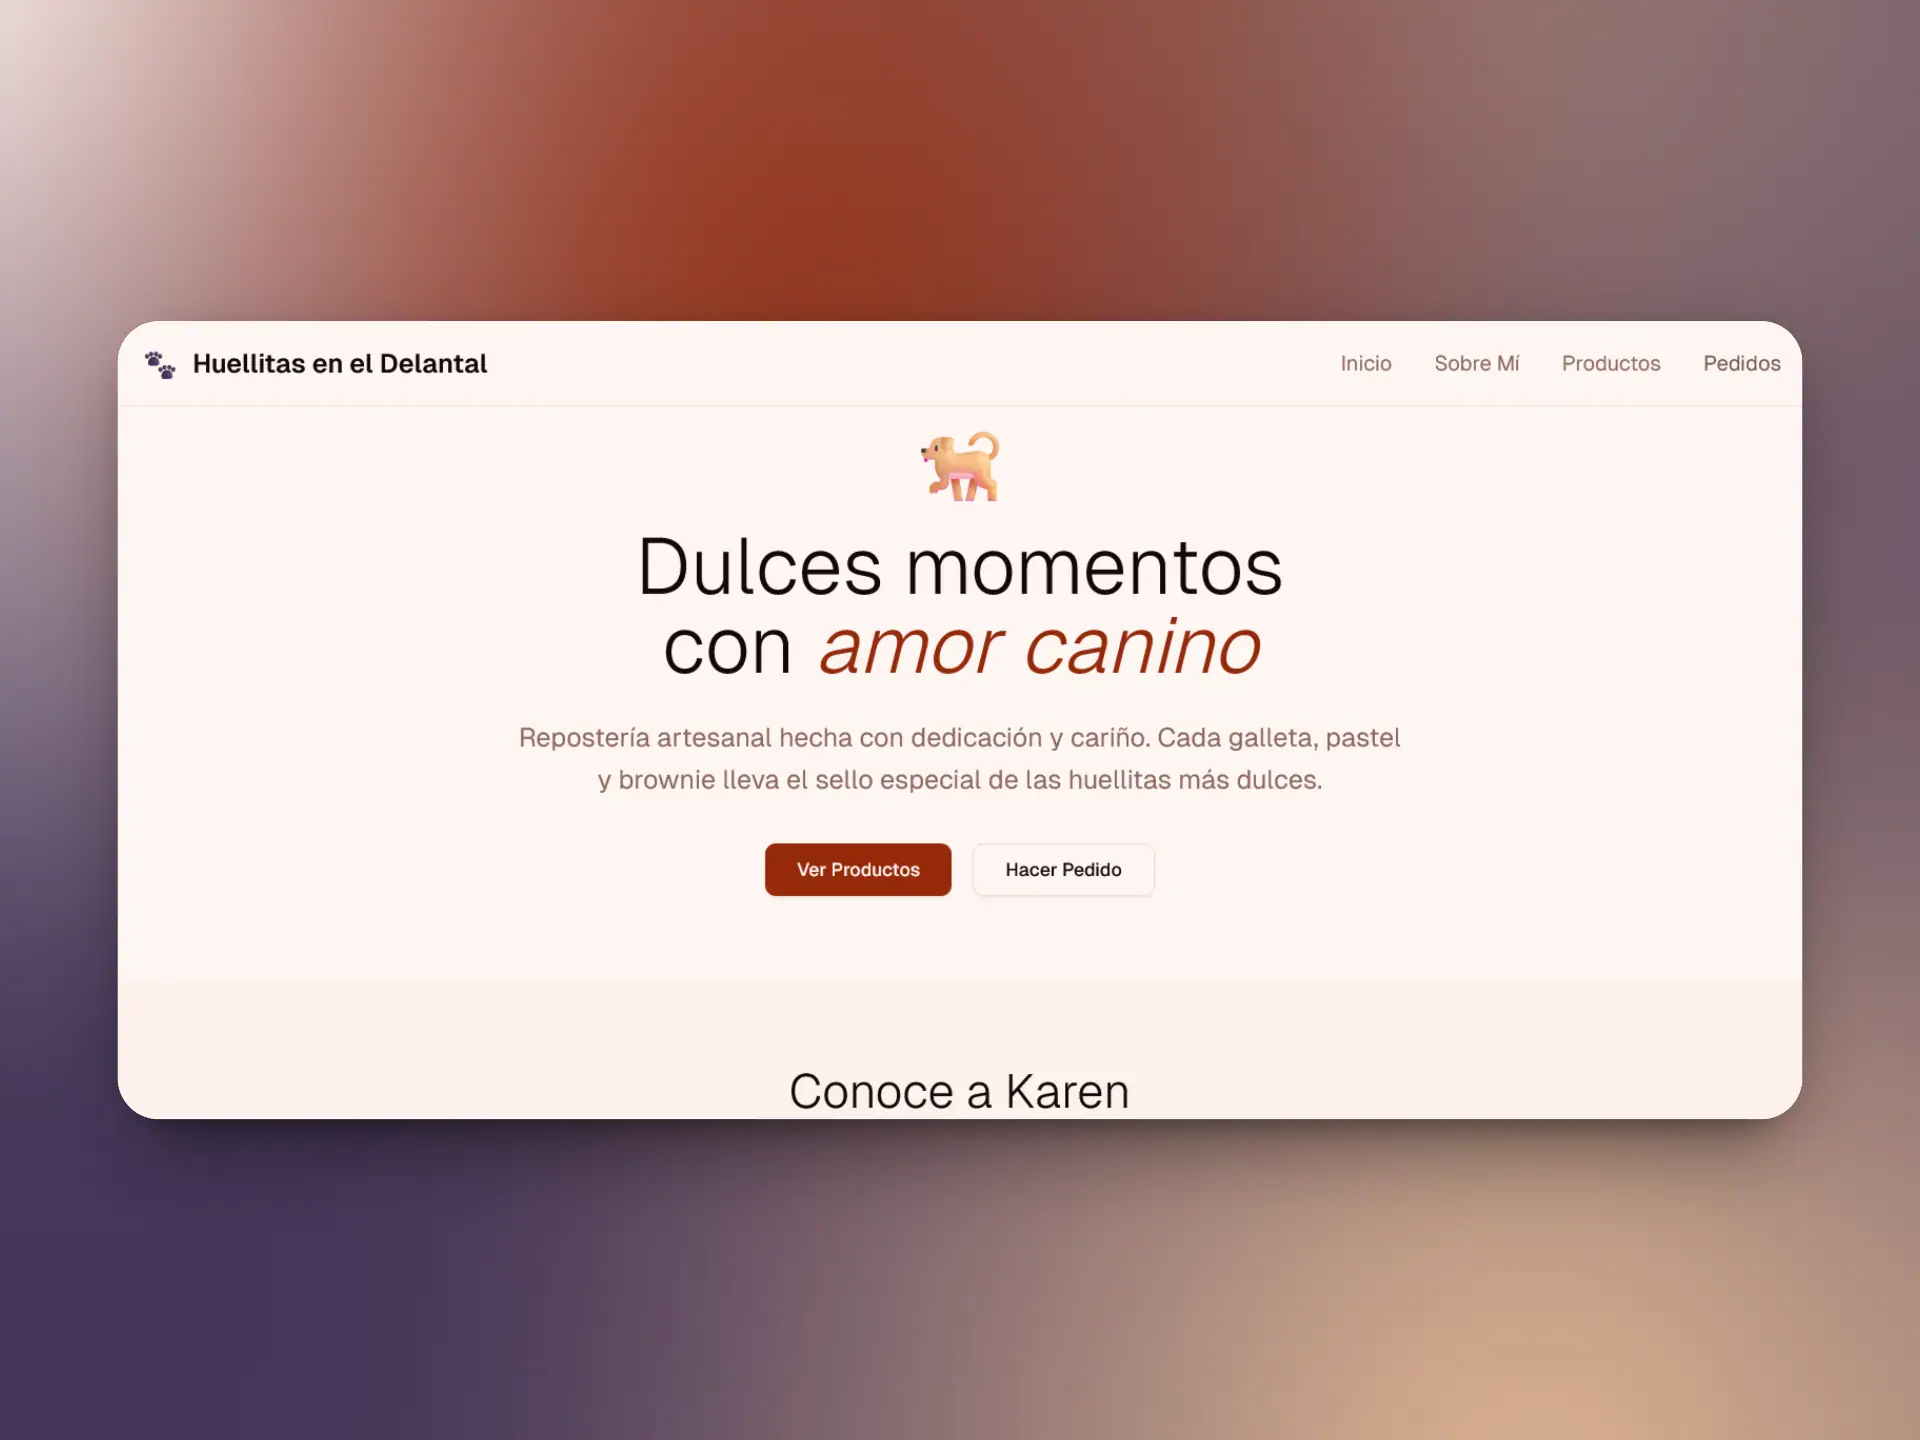 Huellitas en el Delantal
Inicio
Sobre Mí
Productos
Pedidos
Dulces momentos
con amor canino
Repostería artesanal hecha con dedicación y cariño. Cada galleta, pastel
y brownie lleva el sello especial de las huellitas más dulces.
Ver Productos
Hacer Pedido
Conoce a Karen